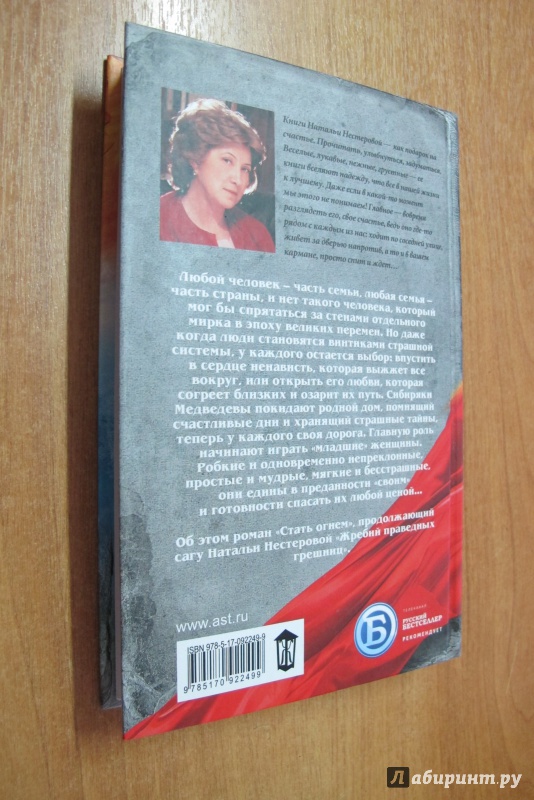 Книги Натальи Нестеровой — как подарок на
счастье. Прочитать, улыбнуться, задуматься.
Веселые, лукавые, нежные, грустные — ее
книги вселяют надежду, что все в нашей жизни
к лучшему. Даже если в какой-то момент
мы этого не понимаем! Главное — вовремя
разглядеть его, свое счастье, ведь оно где-то
рядом с каждым из нас: ходит по соседней улице,
живет за дверью напротив, а то и в вашем
кармане, просто спит и ждет...
Любой человек – часть семьи, любая семья –
часть страны, и нет такого человека, который
мог бы спрятаться за стенами отдельного
мирка в эпоху великих перемен. Но даже
когда люди становятся винтиками страшной
системы, у каждого остается выбор: впустить
в сердце ненависть, которая выжжет все
вокруг, или открыть его любви, которая
согреет близких и озарит их путь. Сибиряки
Медведевы покидают родной дом, помнящий
счастливые дни и хранящий страшные тайны,
теперь у каждого своя дорога. Главную роль
начинают играть «младшие» женщины.
Робкие и одновременно непреклонные,
простые и мудрые, мягкие и бесстрашные,
они едины в преданности «своим»
и готовности спасать их любой ценой...
Об этом роман «Стать огнем», продолжающий
сагу Натальи Нестеровой «Жребий праведных
грешниц».
www.ast.ru
ISBN 978-5-17-092249-9
9785170922499
Б
телеканал
РУССКИЙ
БЕСТСЕЛЛЕР
РЕКОМЕНДУЕТ
Лабиринт.ру